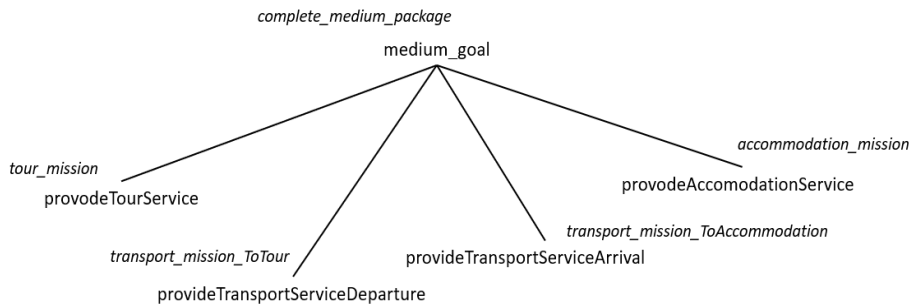 complete_medium_package
medium_goal
accommodation_mission
tour_mission
provodeAccomodationService
provodeTourService
transport_mission_ToAccommodation
transport_mission_ToTour
provideTransportServiceArrival
provideTransportServiceDeparture